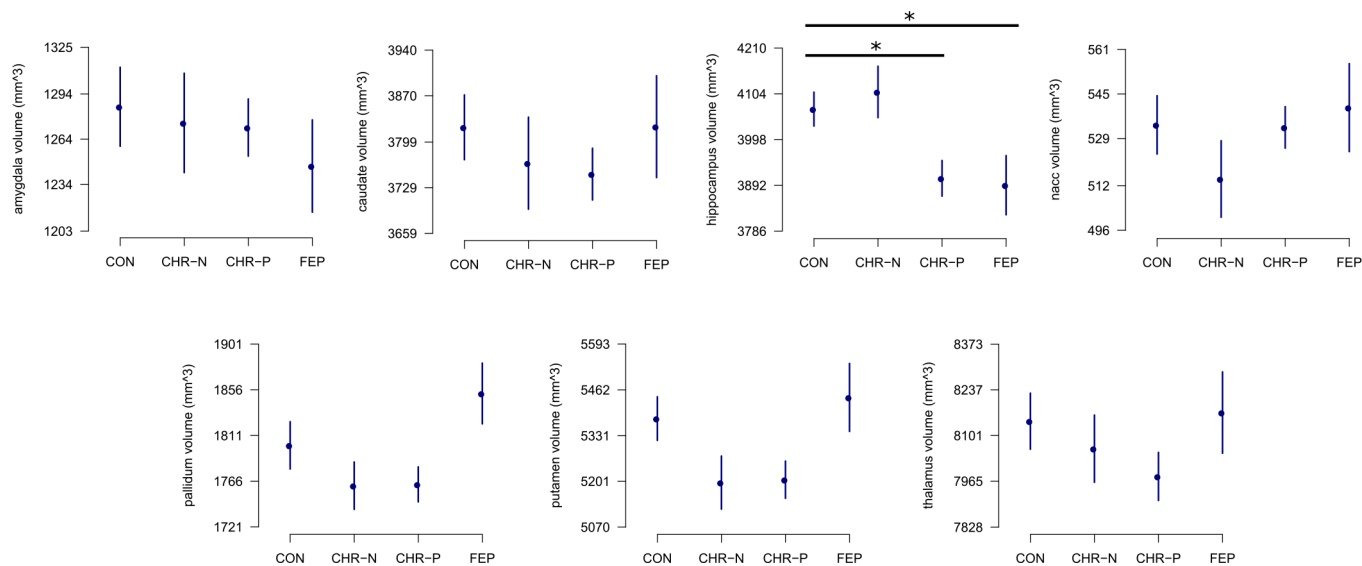 amygdala volume (mm^3)
1325
1294
1264
1234
1203
CON CHR−N CHR−P FEP
caudate volume (mm^3)
3940
3870
3799
3729
3659
CON CHR−N CHR−P FEP
*
*
hippocampus volume (mm^3)
4210
4104
3998
3892
3786
CON CHR−N CHR−P FEP
nacc volume (mm^3)
561
545
529
512
496
CON CHR−N CHR−P FEP
pallidum volume (mm^3)
1901
1856
1811
1766
1721
CON CHR−N CHR−P FEP
putamen volume (mm^3)
5593
5462
5331
5201
5070
CON CHR−N CHR−P FEP
thalamus volume (mm^3)
8373
8237
8101
7965
7828
CON CHR−N CHR−P FEP